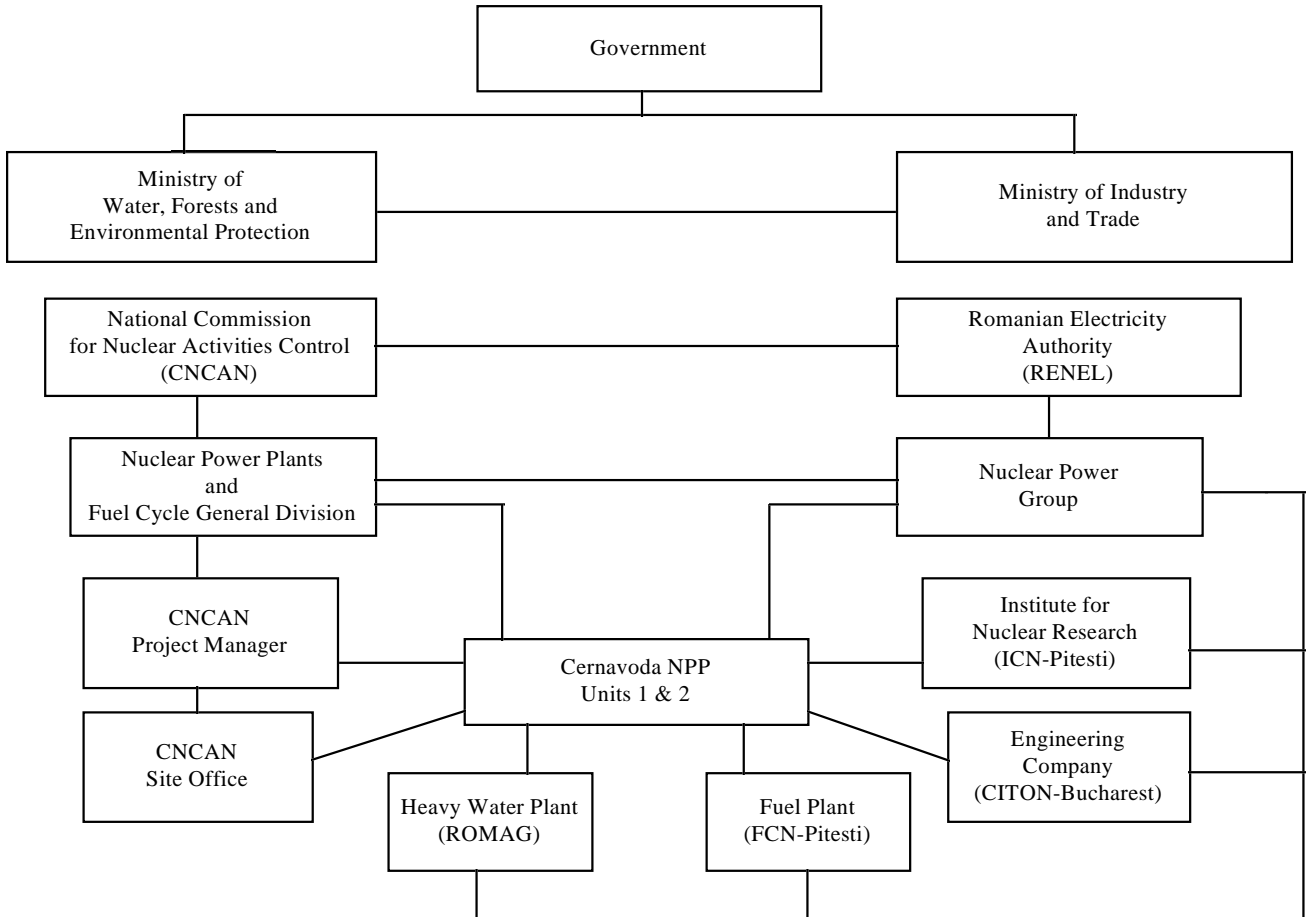 Government
Ministry of
Water, Forests and
Environmental Protection
Ministry of Industry
and Trade
National Commission
for Nuclear Activities Control
(CNCAN)
Romanian Electricity
Authority
(RENEL)
Nuclear Power Plants
and
Fuel Cycle General Division
Nuclear Power
Group
CNCAN
Project Manager
Cernavoda NPP
Units 1 & 2
Institute for
Nuclear Research
(ICN-Pitesti)
CNCAN
Site Office
Heavy Water Plant
(ROMAG)
Fuel Plant
(FCN-Pitesti)
Engineering
Company
(CITON-Bucharest)